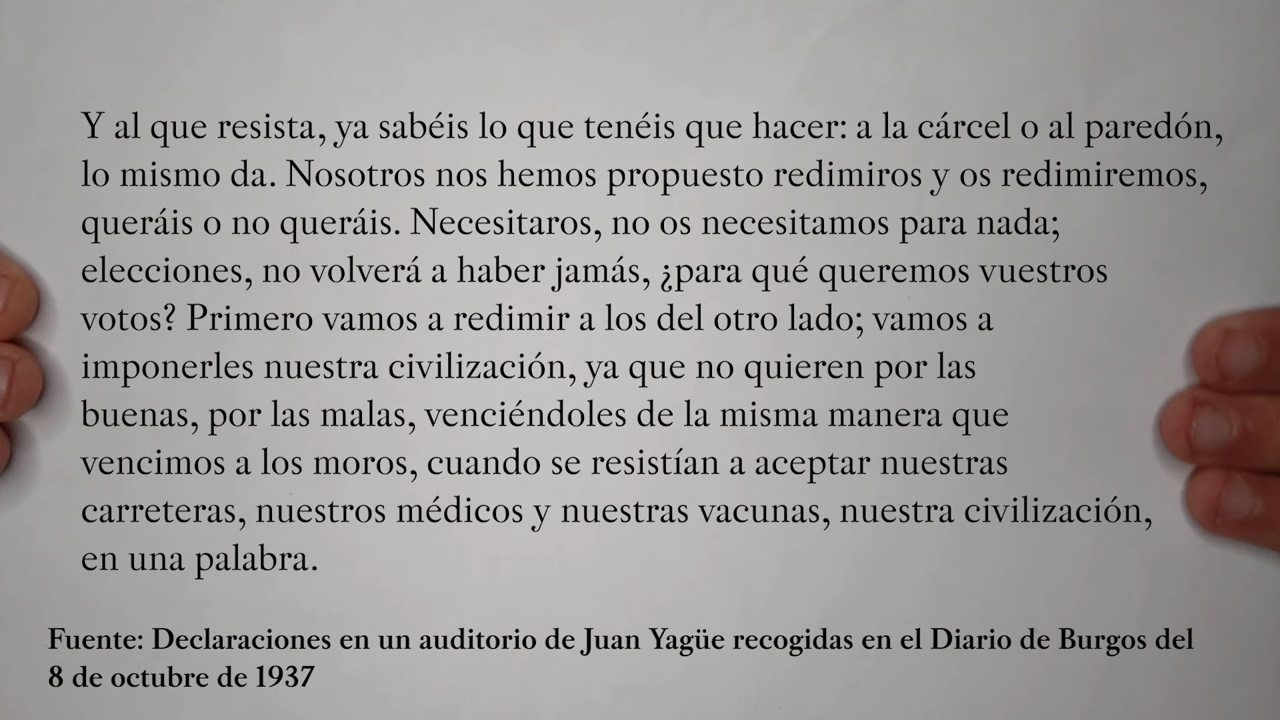 Y al que resista, ya sabéis lo que tenéis que hacer: a la cárcel o al paredón,
lo mismo da. Nosotros nos hemos propuesto redimiros y os redimiremos,
queráis o no queráis. Necesitaros, no os necesitamos para nada;
elecciones, no volverá a haber jamás, ¿para qué queremos vuestros
votos? Primero vamos a redimir a los del otro lado; vamos a
imponerles nuestra civilización, ya que no quieren por las
buenas, por las malas, venciéndoles de la misma manera que
vencimos a los moros, cuando se resistían a aceptar nuestras
carreteras, nuestros médicos y nuestras vacunas, nuestra civilización,
en una palabra.
Fuente: Declaraciones en un auditorio de Juan Yagüe recogidas en el Diario de Burgos del
8 de octubre de 1937